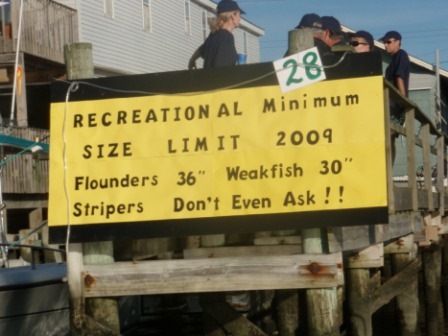 28
RECREATIONAL Minimum
SIZE LIMIT 2009
Flounders 36" Weakfish 30"
Stripers Don't Even Ask !!